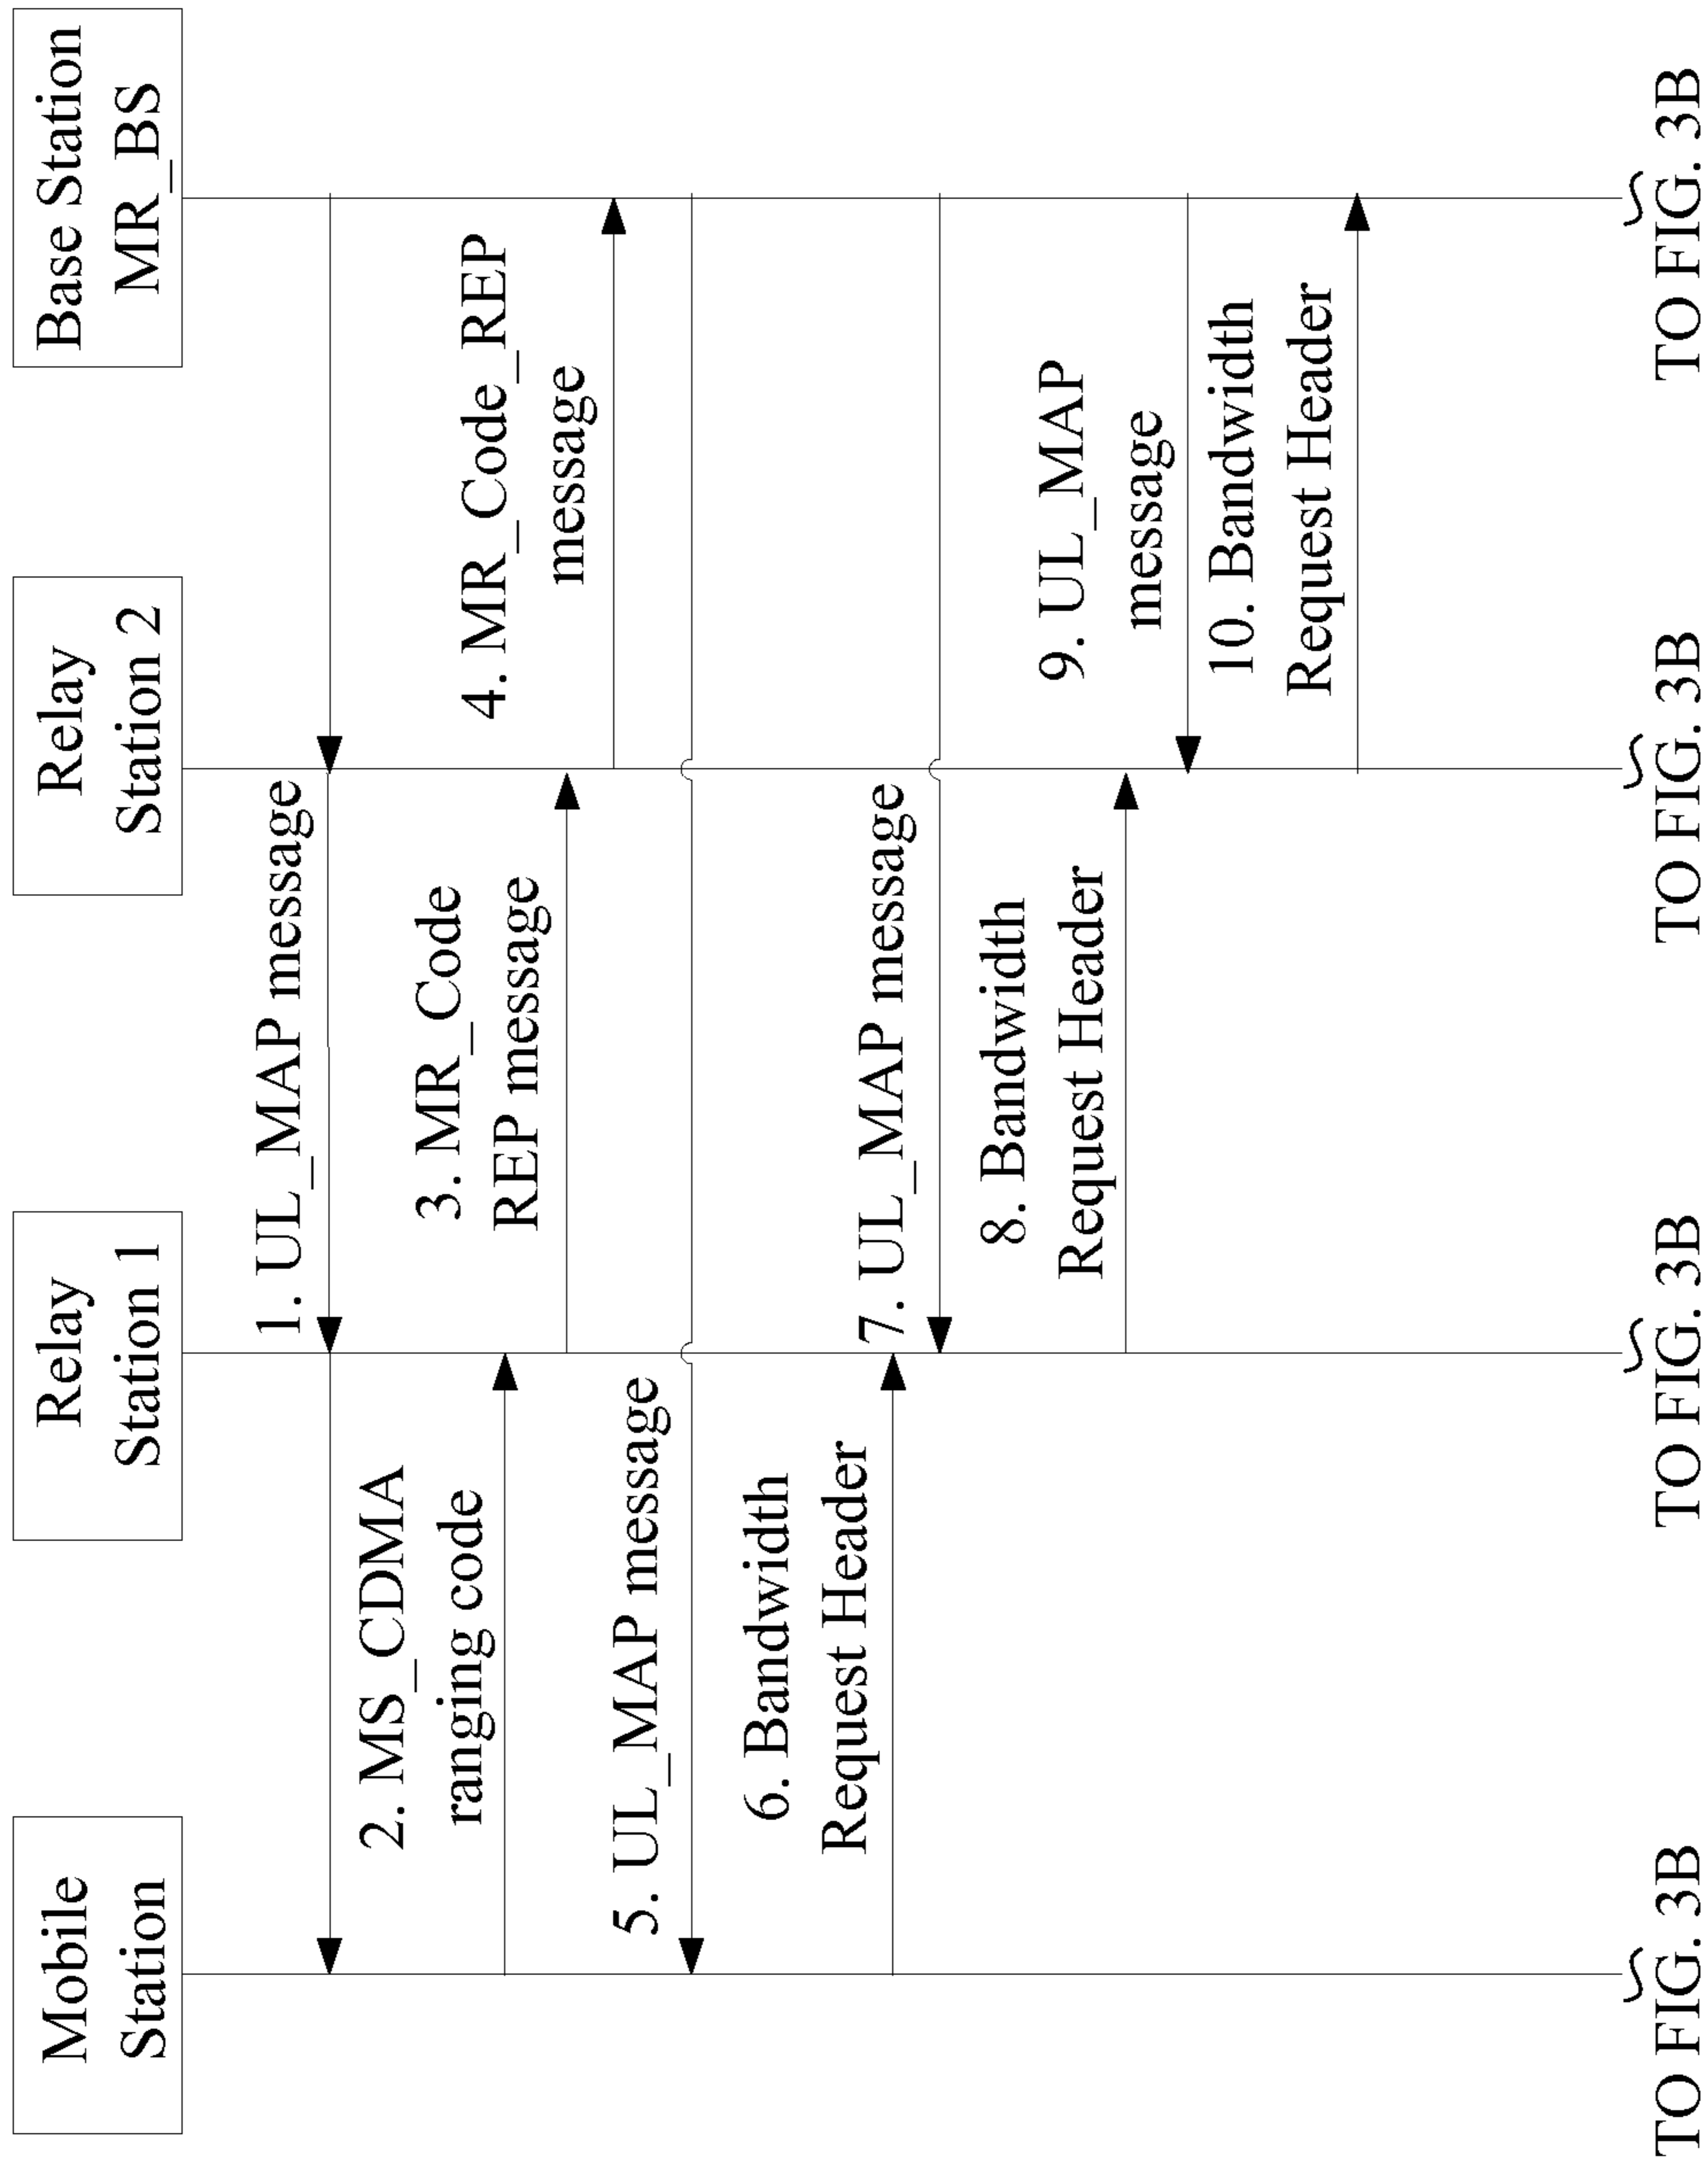 Mobile
Station
Relay
Station 1
Relay
Station 2
Base Station
MR_BS
1. UL_MAP message
2. MS_CDMA
ranging code
3. MR_Code
REP message
4. MR_Code_REP
message
5. UL_MAP message
6. Bandwidth
Request Header
7. UL_MAP message
8. Bandwidth
Request Header
9. UL_MAP
message
10. Bandwidth
Request Header
TO FIG. 3B
TO FIG. 3B
TO FIG. 3B
TO FIG. 3B